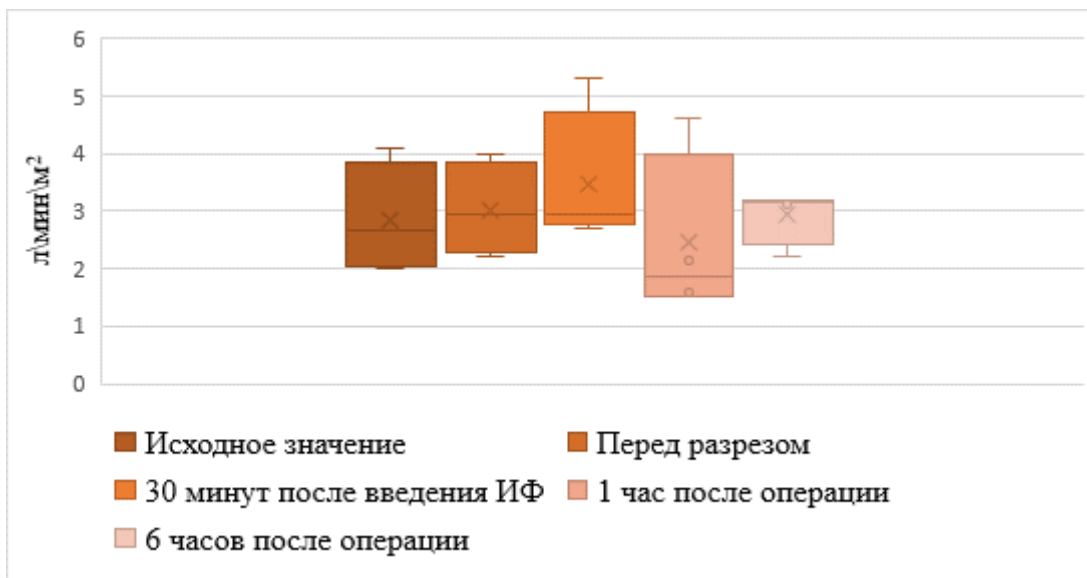 6
5
4
3
2
1
0
л\мин\м²
Исходное значение
Перед разрезом
30 минут после введения ИФ
1 час после операции
6 часов после операции